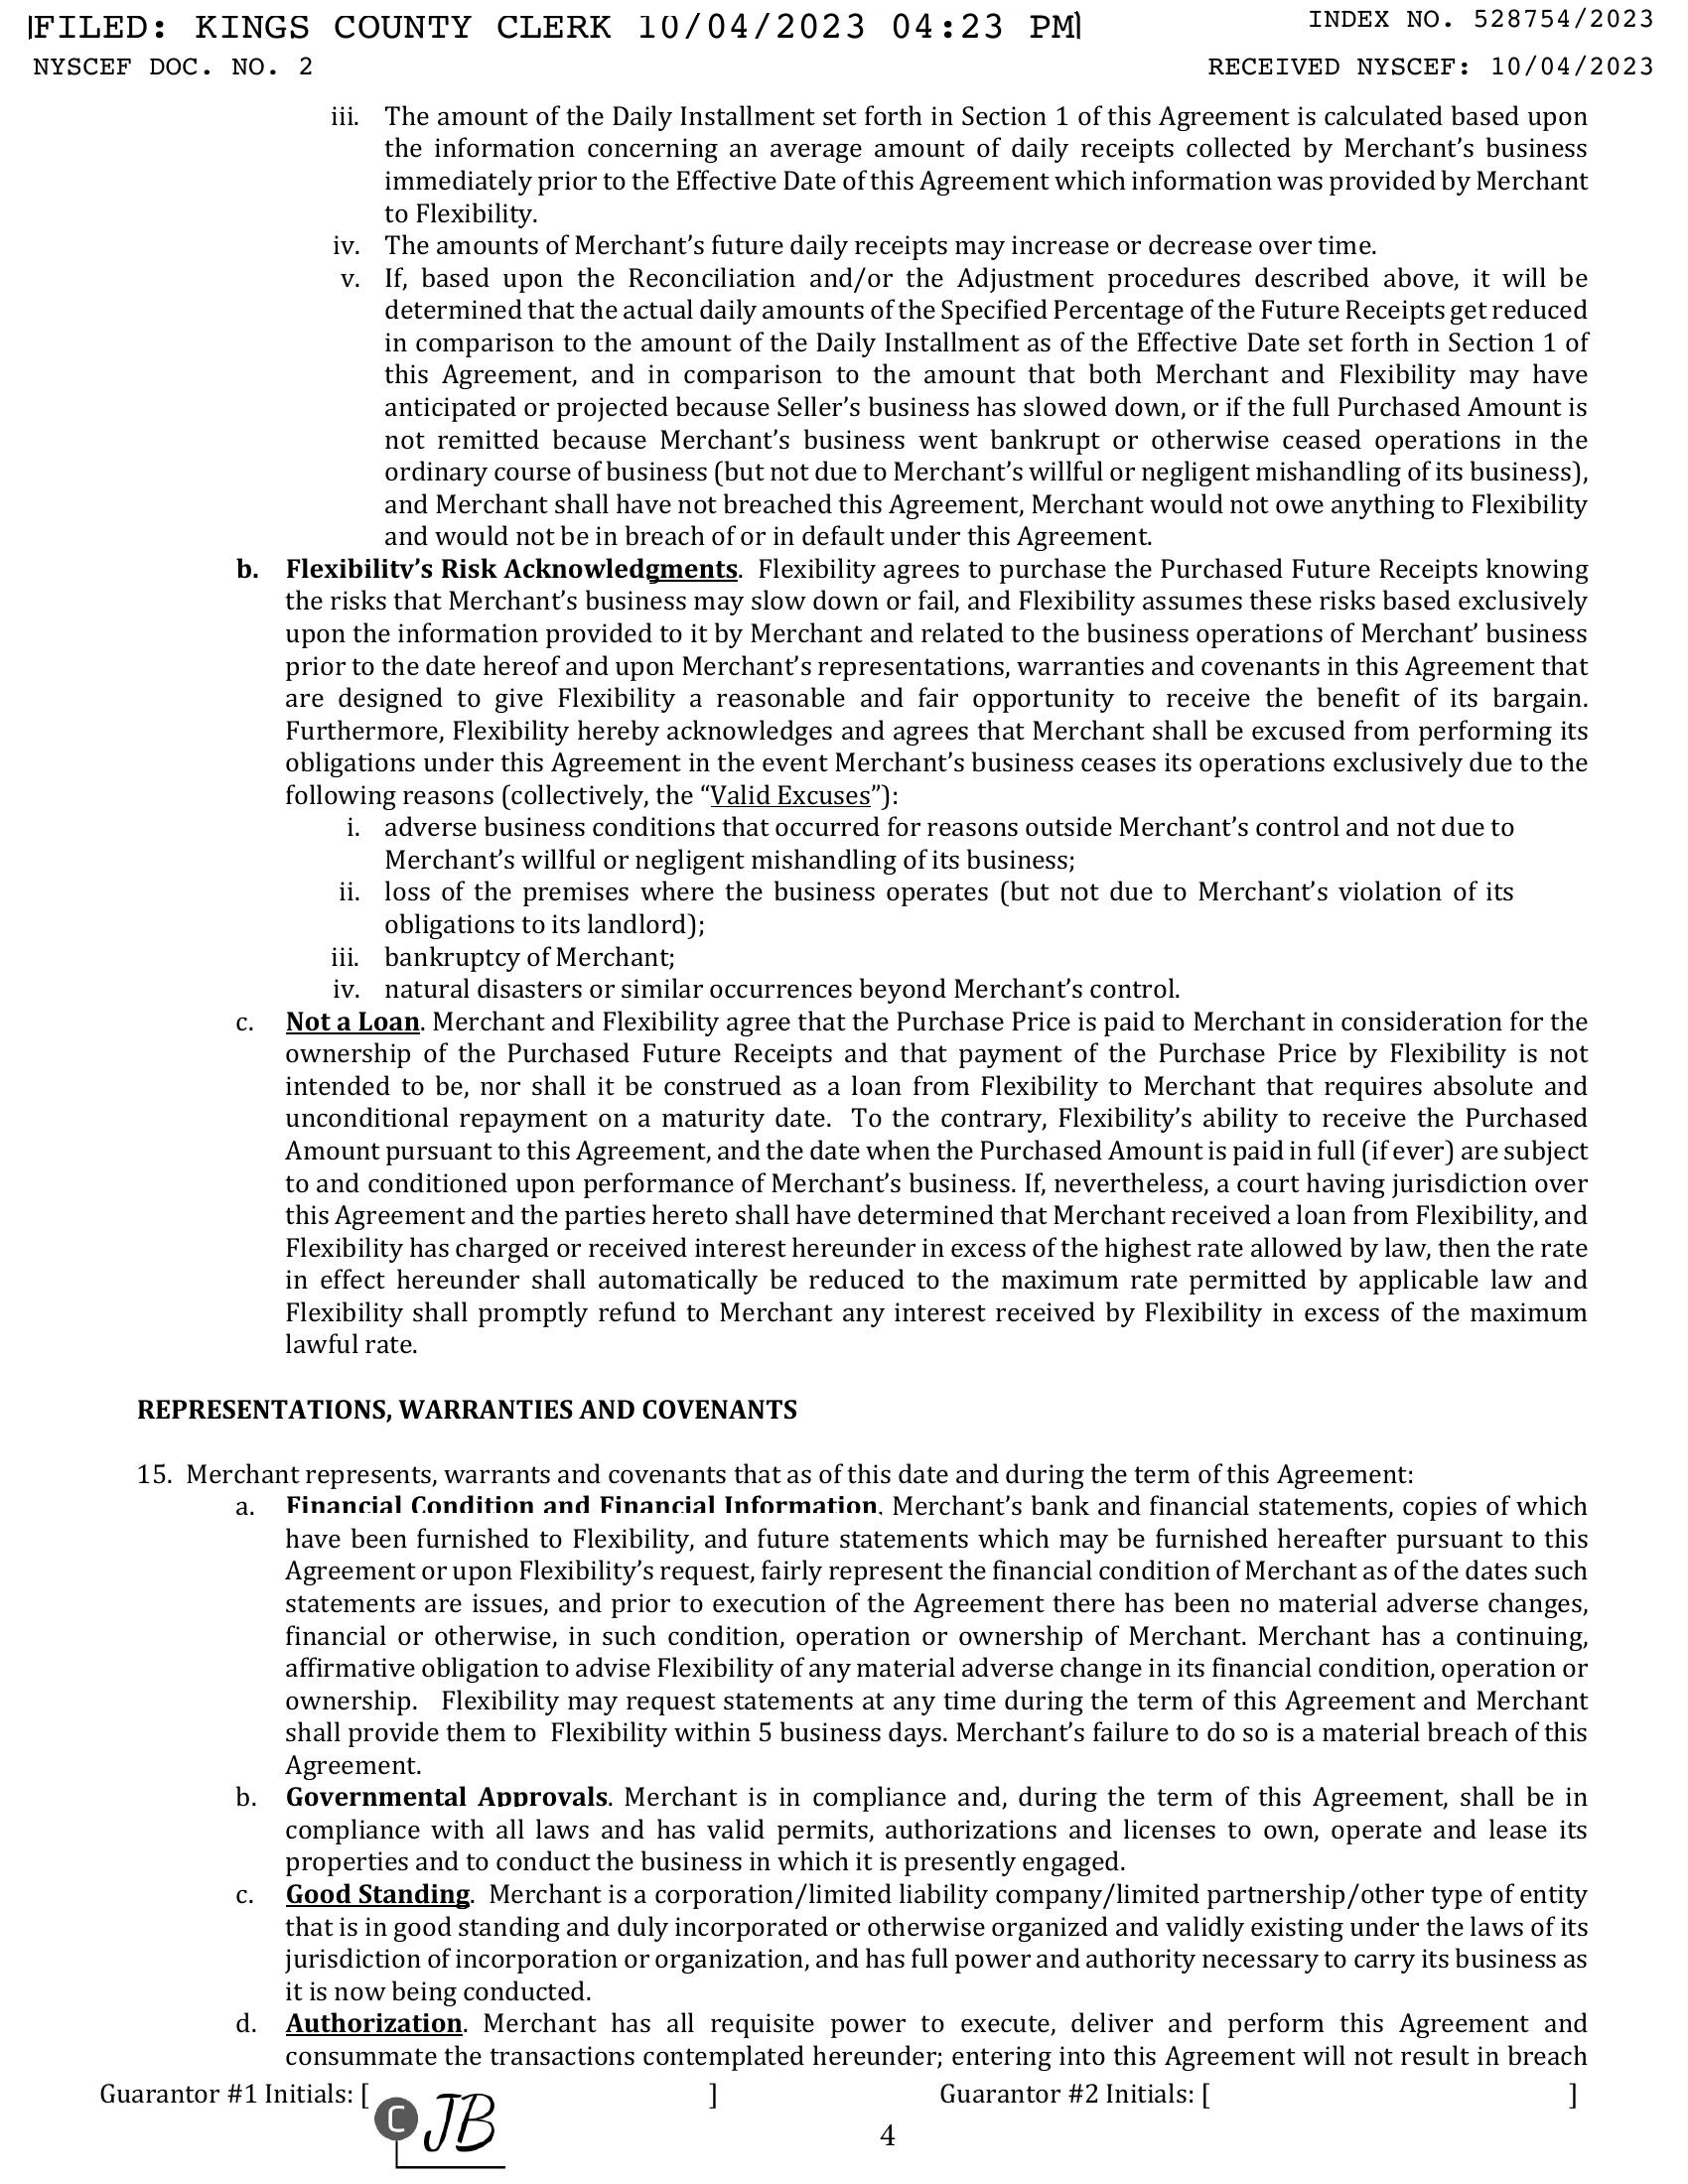 FILED: KINGS COUNTY CLERK 10/04/2023 04:23 PM
INDEX NO. 528754/2023
NYSCEF DOC. NO. 2
RECEIVED NYSCEF: 10/04/2023
iii. The amount of the Daily Installment set forth in Section 1 of this Agreement is calculated based upon
the information concerning an average amount of daily receipts collected by Merchant’s business
immediately prior to the Effective Date of this Agreement which information was provided by Merchant
to Flexibility.
iv. The amounts of Merchant’s future daily receipts may increase or decrease over time.
v. If, based upon the Reconciliation and/or the Adjustment procedures described above, it will be
determined that the actual daily amounts of the Specified Percentage of the Future Receipts get reduced
in comparison to the amount of the Daily Installment as of the Effective Date set forth in Section 1 of
this Agreement, and in comparison to the amount that both Merchant and Flexibility may have
anticipated or projected because Seller’s business has slowed down, or if the full Purchased Amount is
not remitted because Merchant’s business went bankrupt or otherwise ceased operations in the
ordinary course of business (but not due to Merchant’s willful or negligent mishandling of its business),
and Merchant shall have not breached this Agreement, Merchant would not owe anything to Flexibility
and would not be in breach of or in default under this Agreement.
b. Flexibility’s Risk Acknowledgments. Flexibility agrees to purchase the Purchased Future Receipts knowing
the risks that Merchant’s business may slow down or fail, and Flexibility assumes these risks based exclusively
upon the information provided to it by Merchant and related to the business operations of Merchant’ business
prior to the date hereof and upon Merchant’s representations, warranties and covenants in this Agreement that
are designed to give Flexibility a reasonable and fair opportunity to receive the benefit of its bargain.
Furthermore, Flexibility hereby acknowledges and agrees that Merchant shall be excused from performing its
obligations under this Agreement in the event Merchant’s business ceases its operations exclusively due to the
following reasons (collectively, the “Valid Excuses”):
i. adverse business conditions that occurred for reasons outside Merchant’s control and not due to
Merchant’s willful or negligent mishandling of its business;
ii. loss of the premises where the business operates (but not due to Merchant’s violation of its
obligations to its landlord);
iii. bankruptcy of Merchant;
iv. natural disasters or similar occurrences beyond Merchant’s control.
c. Not a Loan. Merchant and Flexibility agree that the Purchase Price is paid to Merchant in consideration for the
ownership of the Purchased Future Receipts and that payment of the Purchase Price by Flexibility is not
intended to be, nor shall it be construed as a loan from Flexibility to Merchant that requires absolute and
unconditional repayment on a maturity date. To the contrary, Flexibility’s ability to receive the Purchased
Amount pursuant to this Agreement, and the date when the Purchased Amount is paid in full (if ever) are subject
to and conditioned upon performance of Merchant’s business. If, nevertheless, a court having jurisdiction over
this Agreement and the parties hereto shall have determined that Merchant received a loan from Flexibility, and
Flexibility has charged or received interest hereunder in excess of the highest rate allowed by law, then the rate
in effect hereunder shall automatically be reduced to the maximum rate permitted by applicable law and
Flexibility shall promptly refund to Merchant any interest received by Flexibility in excess of the maximum
lawful rate.
REPRESENTATIONS, WARRANTIES AND COVENANTS
15. Merchant represents, warrants and covenants that as of this date and during the term of this Agreement:
a. Financial Condition and Financial Information. Merchant’s bank and financial statements, copies of which
have been furnished to Flexibility, and future statements which may be furnished hereafter pursuant to this
Agreement or upon Flexibility’s request, fairly represent the financial condition of Merchant as of the dates such
statements are issues, and prior to execution of the Agreement there has been no material adverse changes,
financial or otherwise, in such condition, operation or ownership of Merchant. Merchant has a continuing,
affirmative obligation to advise Flexibility of any material adverse change in its financial condition, operation or
ownership. Flexibility may request statements at any time during the term of this Agreement and Merchant
shall provide them to Flexibility within 5 business days. Merchant’s failure to do so is a material breach of this
Agreement.
b. Governmental Approvals. Merchant is in compliance and, during the term of this Agreement, shall be in
compliance with all laws and has valid permits, authorizations and licenses to own, operate and lease its
properties and to conduct the business in which it is presently engaged.
c. Good Standing. Merchant is a corporation/limited liability company/limited partnership/other type of entity
that is in good standing and duly incorporated or otherwise organized and validly existing under the laws of its
jurisdiction of incorporation or organization, and has full power and authority necessary to carry its business as
it is now being conducted.
d. Authorization. Merchant has all requisite power to execute, deliver and perform this Agreement and
consummate the transactions contemplated hereunder; entering into this Agreement will not result in breach
Guarantor #1 Initials: [ C JB ] Guarantor #2 Initials: [ ]
4